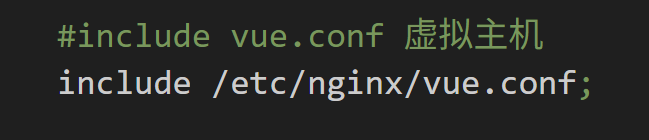 #include vue.conf 虚拟主机
include /etc/nginx/vue.conf;